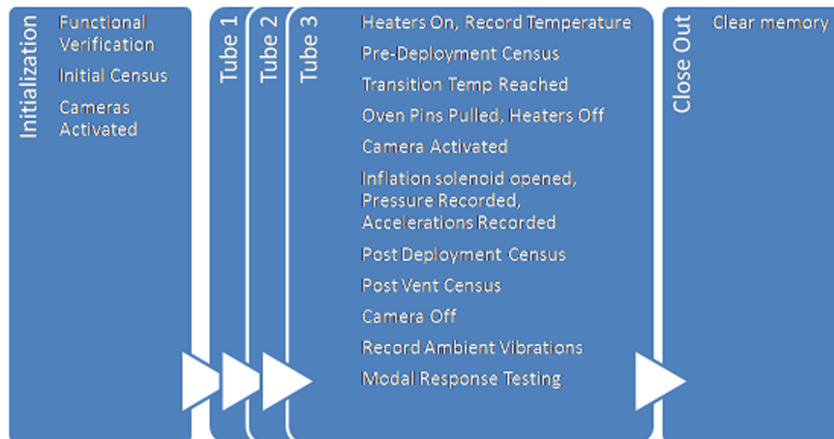 Initialization
Functional
Verification
Initial Census
Cameras
Activated
Tube 1
Tube 2
Tube 3
Heaters On, Record Temperature
Pre-Deployment Census
Transition Temp Reached
Oven Pins Pulled, Heaters Off
Camera Activated
Inflation solenoid opened,
Pressure Recorded,
Accelerations Recorded
Post Deployment Census
Post Vent Census
Camera Off
Record Ambient Vibrations
Modal Response Testing
Close Out
Clear memory